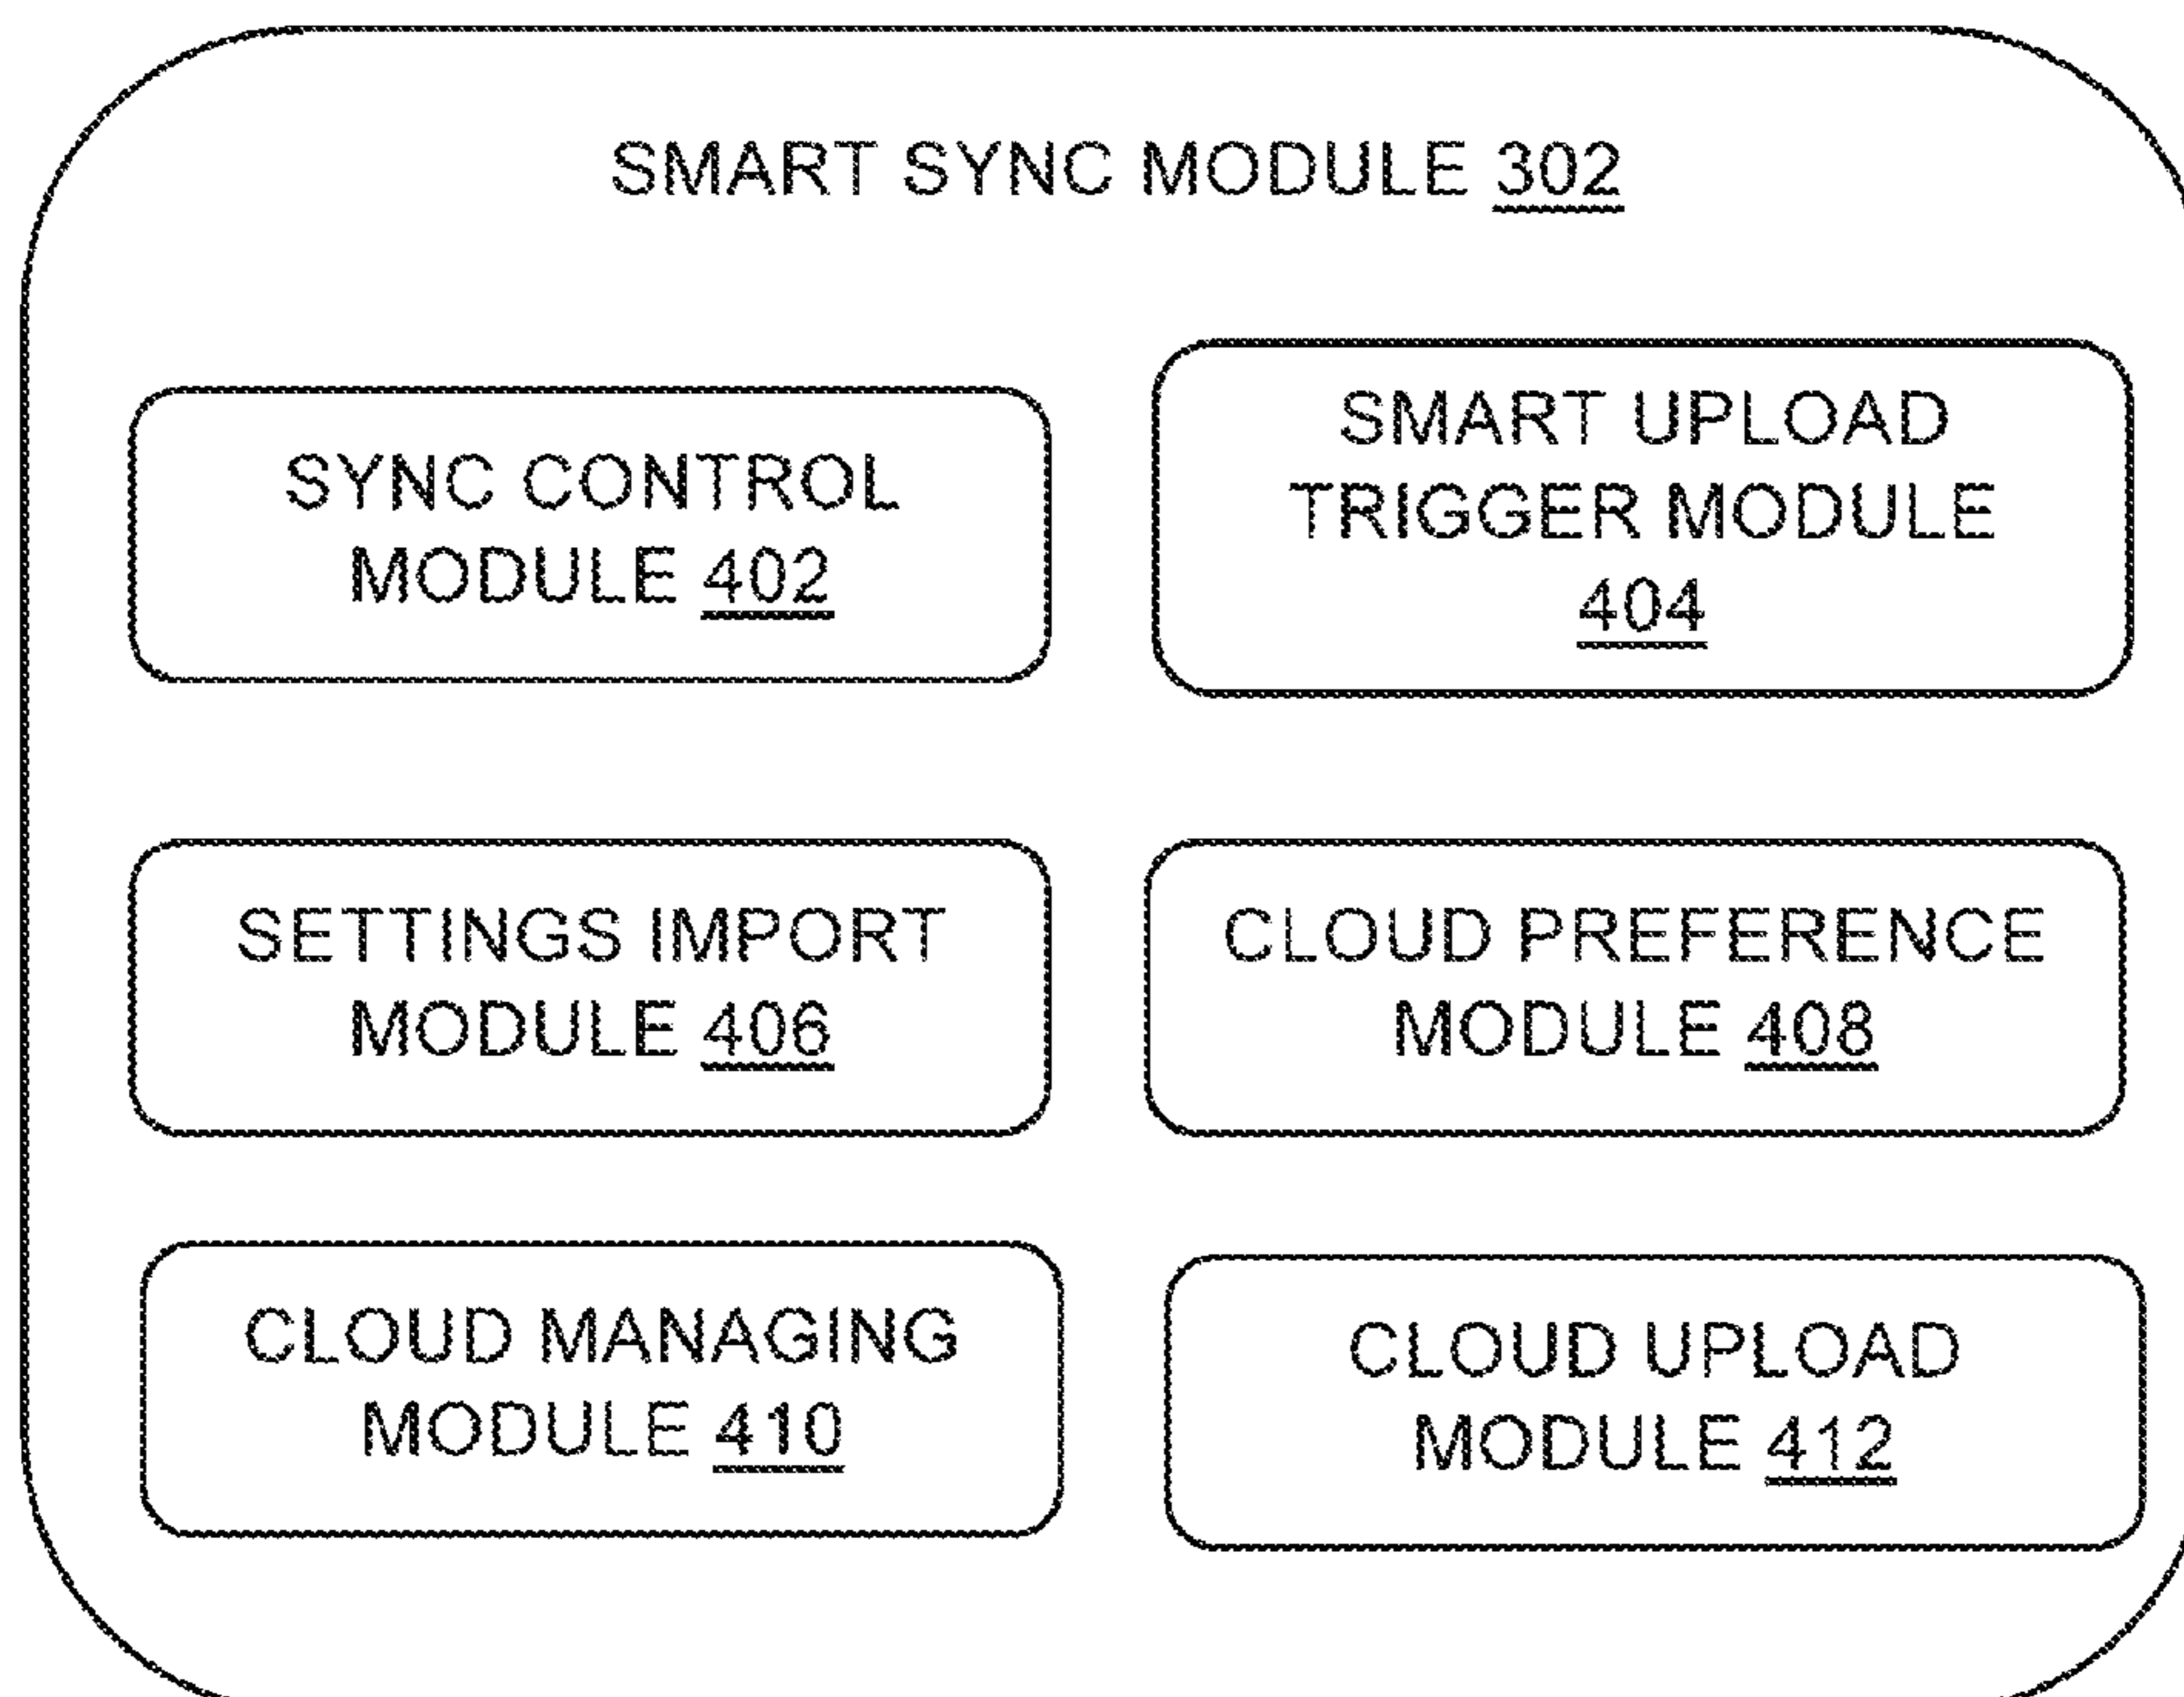 SMART SYNC MODULE 302
SYNC CONTROL
MODULE 402
SMART UPLOAD
TRIGGER MODULE
404
SETTINGS IMPORT
MODULE 406
CLOUD PREFERENCE
MODULE 408
CLOUD MANAGING
MODULE 410
CLOUD UPLOAD
MODULE 412